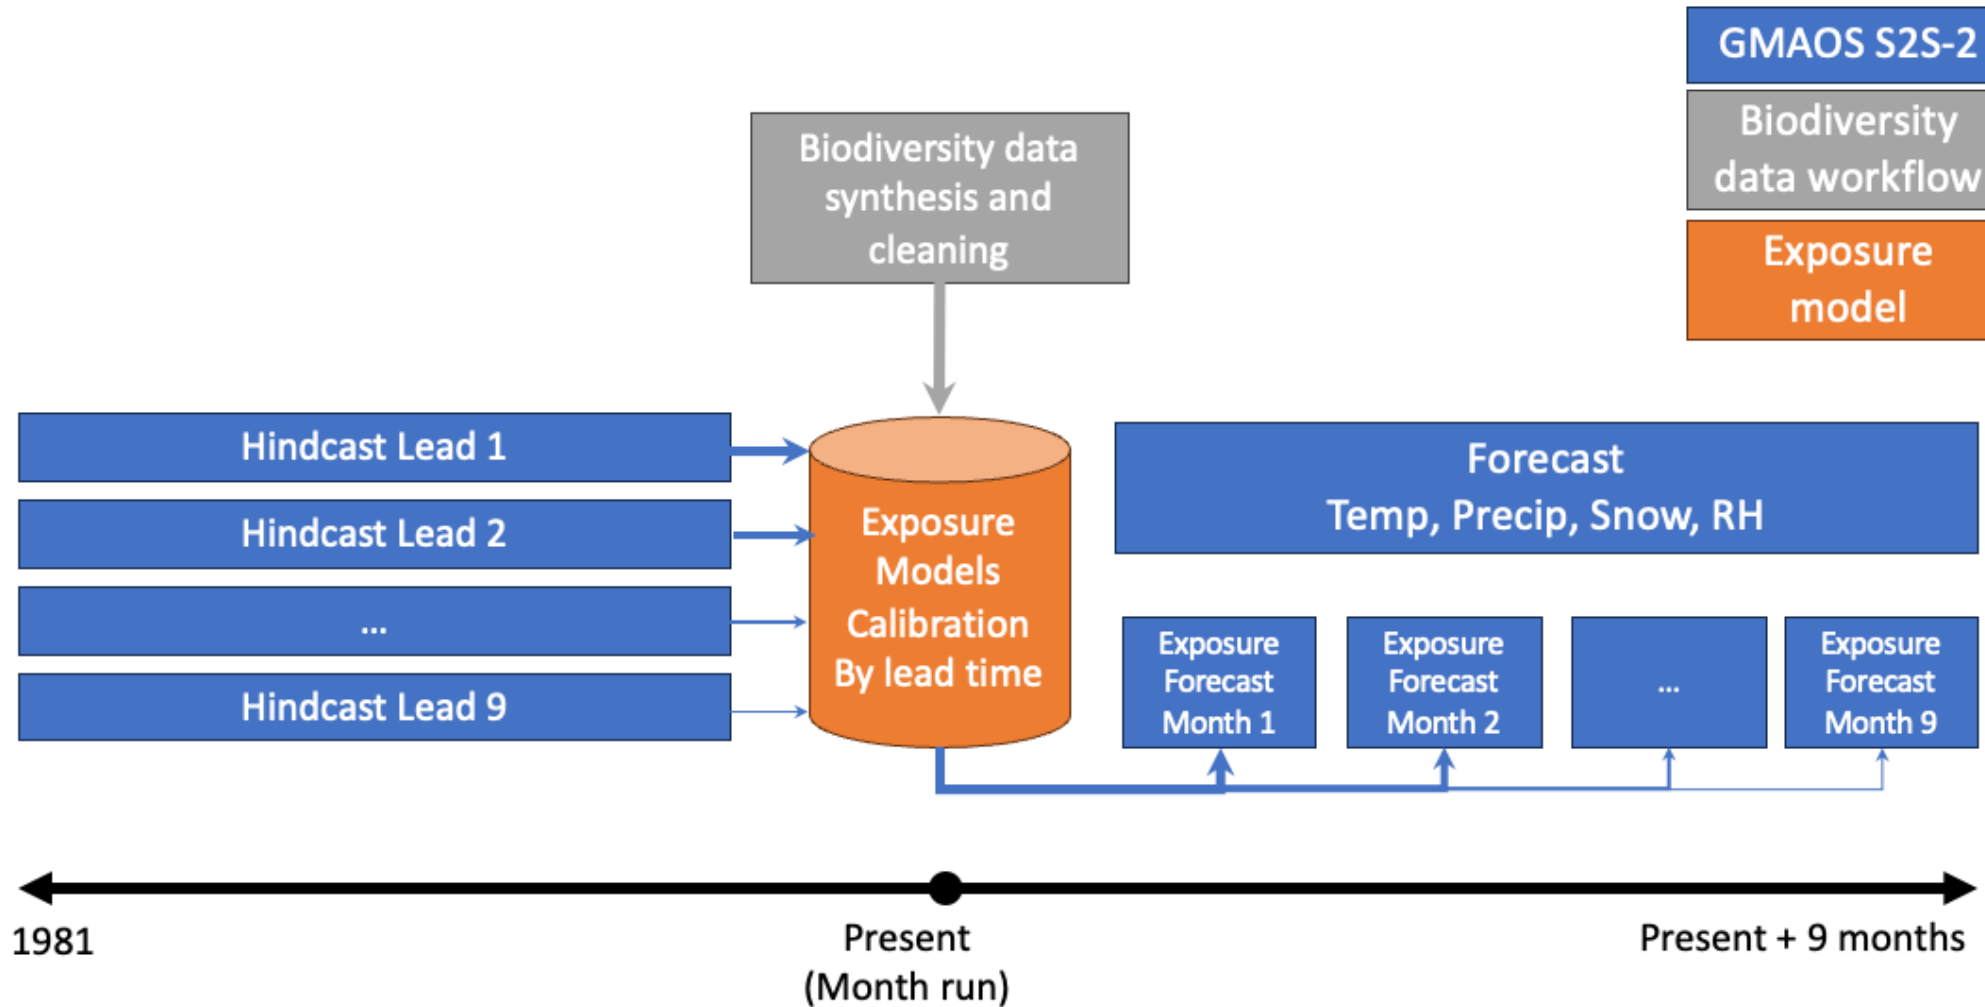 GMAOS S2S-2
Biodiversity
data workflow
Exposure
model
Biodiversity data
synthesis and
cleaning
Hindcast Lead 1
Hindcast Lead 2
...
Hindcast Lead 9
Exposure
Models
Calibration
By lead time
Forecast
Temp, Precip, Snow, RH
Exposure
Forecast
Month 1
Exposure
Forecast
Month 2
...
Exposure
Forecast
Month 9
1981
Present
(Month run)
Present + 9 months